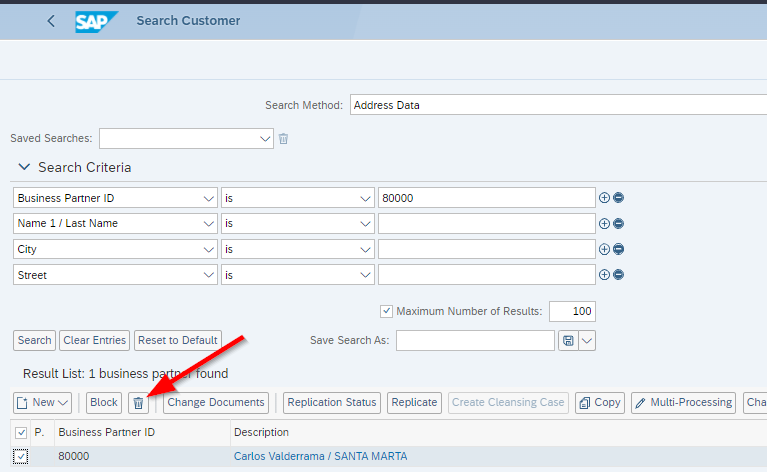 SAP Search Customer
Search Method: Address Data
Saved Searches:
Search Criteria
Business Partner ID is 80000
Name 1 / Last Name is
City is
Street is
Maximum Number of Results: 100
Search Clear Entries Reset to Default Save Search As:
Result List: 1 business partner found
New Block Change Documents Replication Status Replicate Create Cleansing Case Copy Multi-Processing Cha
P. Business Partner ID Description
80000 Carlos Valderrama / SANTA MARTA